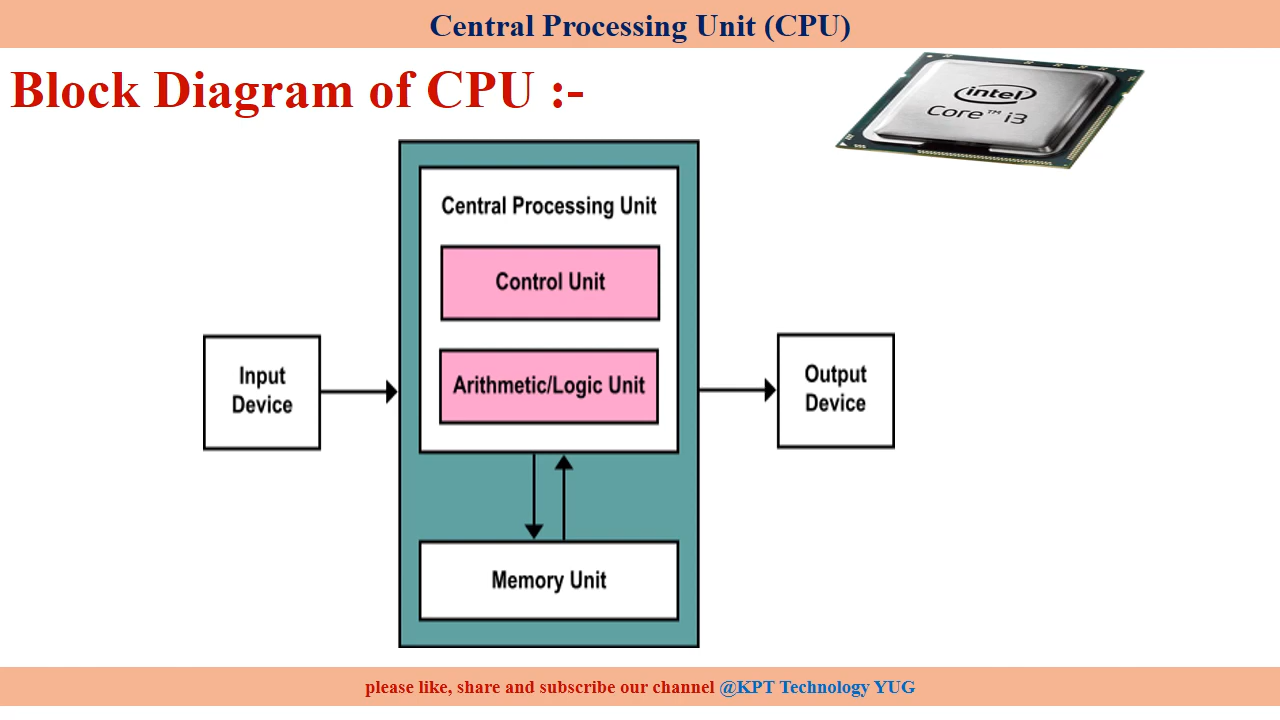 Central Processing Unit (CPU)
Block Diagram of CPU :-
intel
Core™ i3
Central Processing Unit
Control Unit
Arithmetic/Logic Unit
Input
Device
Output
Device
Memory Unit
please like, share and subscribe our channel @KPT Technology YUG